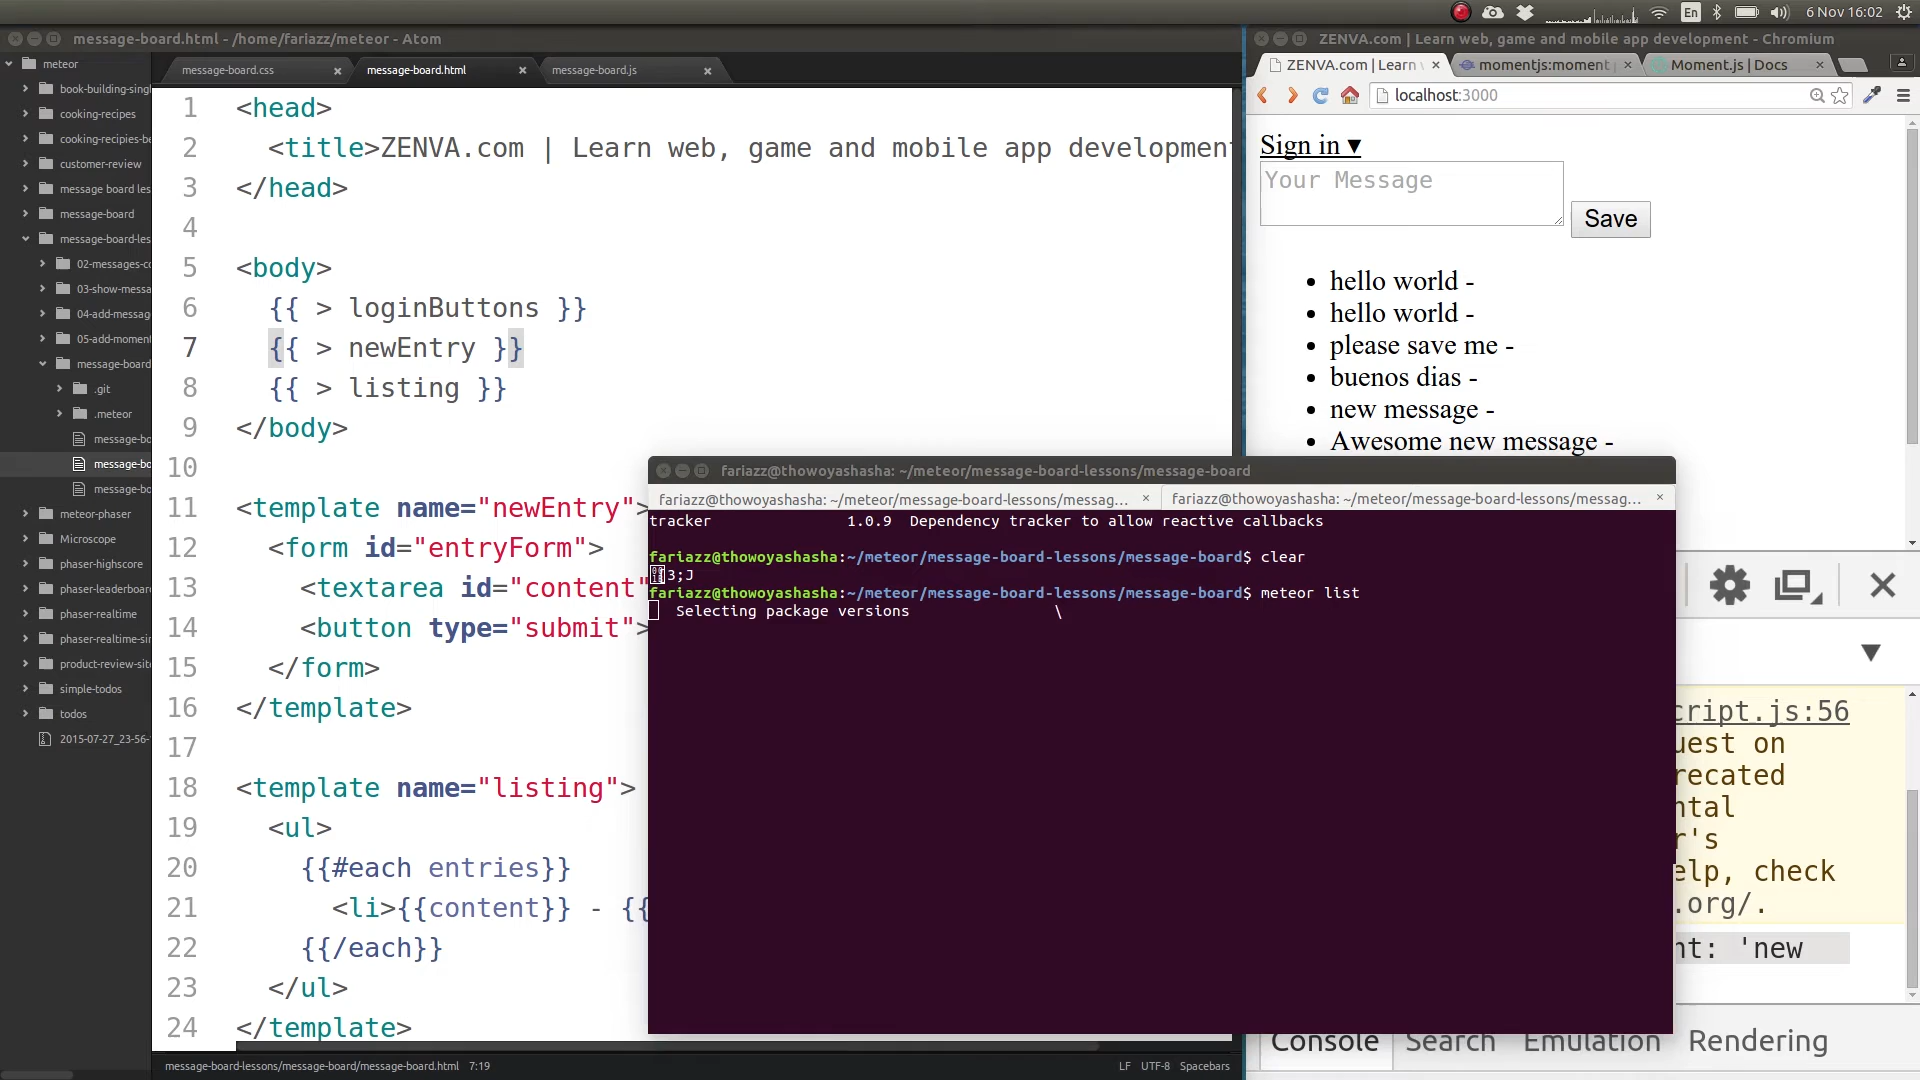 En
6 Nov 16:02
message-board.html - /home/fariazz/meteor - Atom
meteor
book-building-singl
cooking-recipes
cooking-recipies-be
customer-review
message board les
message-board
message-board-les
02-messages-co
03-show-messa
04-add-messag
05-add-moment
message-board
.git
.meteor
message-bo
message-bo
message-bo
meteor-phaser
Microscope
phaser-highscore
phaser-leaderboard
phaser-realtime
phaser-realtime-sin
product-review-site
simple-todos
todos
2015-07-27_23-56-
message-board.css
message-board.html
message-board.js
1 <head>
2 <title>ZENVA.com | Learn web, game and mobile app development
3 </head>
4
5 <body>
6 {{ > loginButtons }}
7 {{ > newEntry }}
8 {{ > listing }}
9 </body>
10
11 <template name="newEntry">
12 <form id="entryForm">
13 <textarea id="content"
14 <button type="submit">
15 </form>
16 </template>
17
18 <template name="listing">
19 <ul>
20 {{#each entries}}
21 <li>{{content}} - {{
22 {{/each}}
23 </ul>
24 </template>
message-board-lessons/message-board/message-board.html 7:19
LF UTF-8 Spacebars
ZENVA.com | Learn web, game and mobile app development - Chromium
ZENVA.com | Learn
momentjs:moment
Moment.js | Docs
localhost:3000
Sign in ▾
Your Message
Save
• hello world -
• hello world -
• please save me -
• buenos dias -
• new message -
• Awesome new message -
fariazz@thowoyashasha: ~/meteor/message-board-lessons/message-board
fariazz@thowoyashasha: ~/meteor/message-board-lessons/messag...
fariazz@thowoyashasha: ~/meteor/message-board-lessons/messag...
tracker 1.0.9 Dependency tracker to allow reactive callbacks
fariazz@thowoyashasha:~/meteor/message-board-lessons/message-board$ clear
3;J
fariazz@thowoyashasha:~/meteor/message-board-lessons/message-board$ meteor list
Selecting package versions \
cript.js:56
uest on
recated
ntal
r's
elp, check
.org/.
nt: 'new
Console Search Emulation Rendering